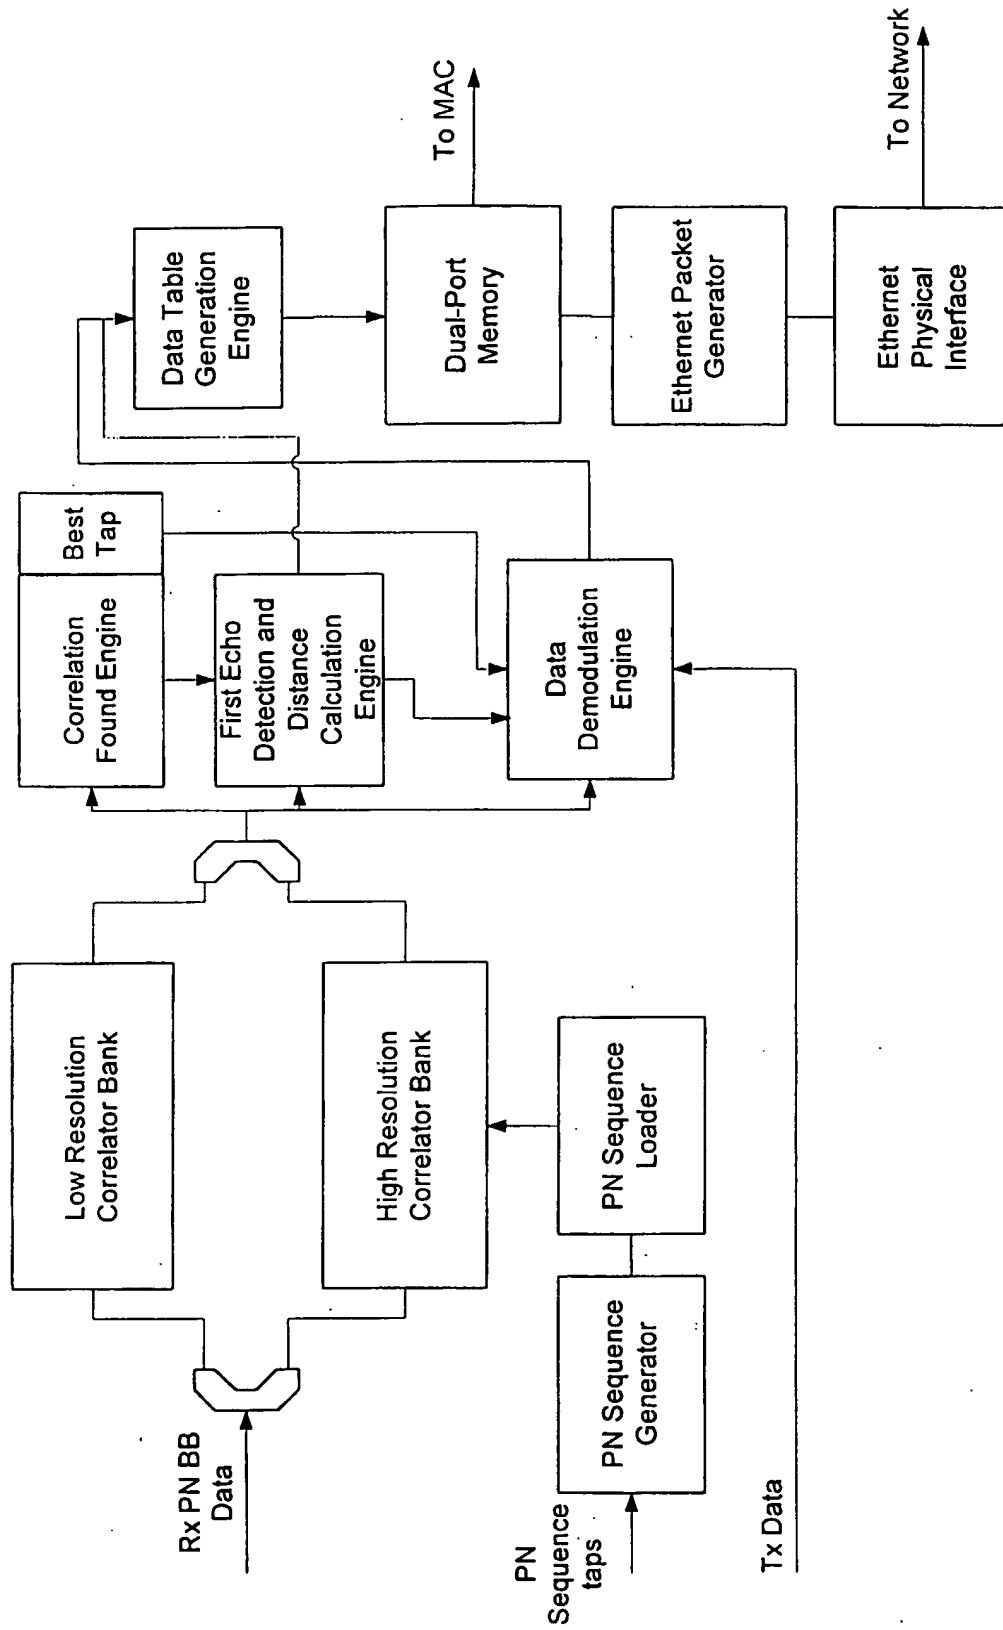 Rx PN BB
Data
Low Resolution
Correlator Bank
High Resolution
Correlator Bank
PN
Sequence
taps
PN Sequence
Generator
PN Sequence
Loader
Tx Data
Correlation
Found Engine
Best
Tap
First Echo
Detection and
Distance
Calculation
Engine
Data
Demodulation
Engine
Data Table
Generation
Engine
Dual-Port
Memory
To MAC
Ethernet Packet
Generator
Ethernet
Physical
Interface
To Network